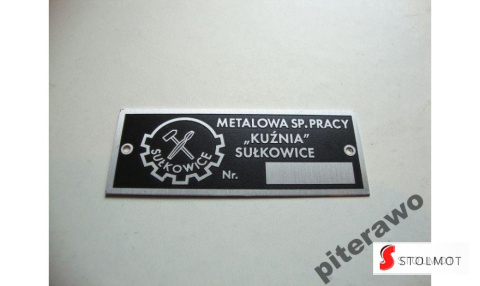 METALOWA SP. PRACY
„KUŹNIA"
SUŁKOWICE
Nr.
SUŁKOWICE
piterawo
STOLMOT